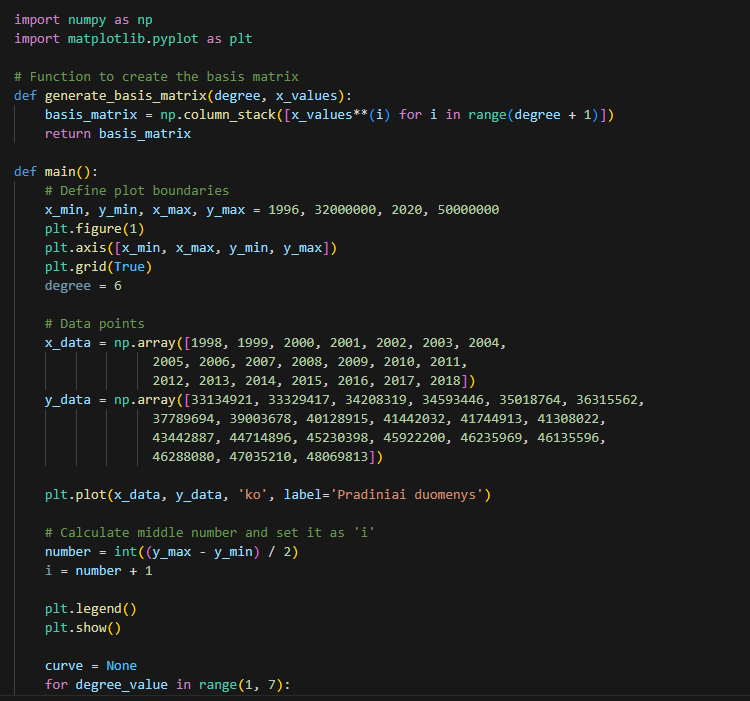 import numpy as np
import matplotlib.pyplot as plt
# Function to create the basis matrix
def generate_basis_matrix(degree, x_values):
    basis_matrix = np.column_stack([x_values**(i) for i in range(degree + 1)])
    return basis_matrix
def main():
    # Define plot boundaries
    x_min, y_min, x_max, y_max = 1996, 32000000, 2020, 50000000
    plt.figure(1)
    plt.axis([x_min, x_max, y_min, y_max])
    plt.grid(True)
    degree = 6
    # Data points
    x_data = np.array([1998, 1999, 2000, 2001, 2002, 2003, 2004,
                  2005, 2006, 2007, 2008, 2009, 2010, 2011,
                  2012, 2013, 2014, 2015, 2016, 2017, 2018])
    y_data = np.array([33134921, 33329417, 34208319, 34593446, 35018764, 36315562,
                  37789694, 39003678, 40128915, 41442032, 41744913, 41308022,
                  43442887, 44714896, 45230398, 45922200, 46235969, 46135596,
                  46288080, 47035210, 48069813])
    plt.plot(x_data, y_data, 'ko', label='Pradiniai duomenys')
    # Calculate middle number and set it as 'i'
    number = int((y_max - y_min) / 2)
    i = number + 1
    plt.legend()
    plt.show()
    curve = None
    for degree_value in range(1, 7):